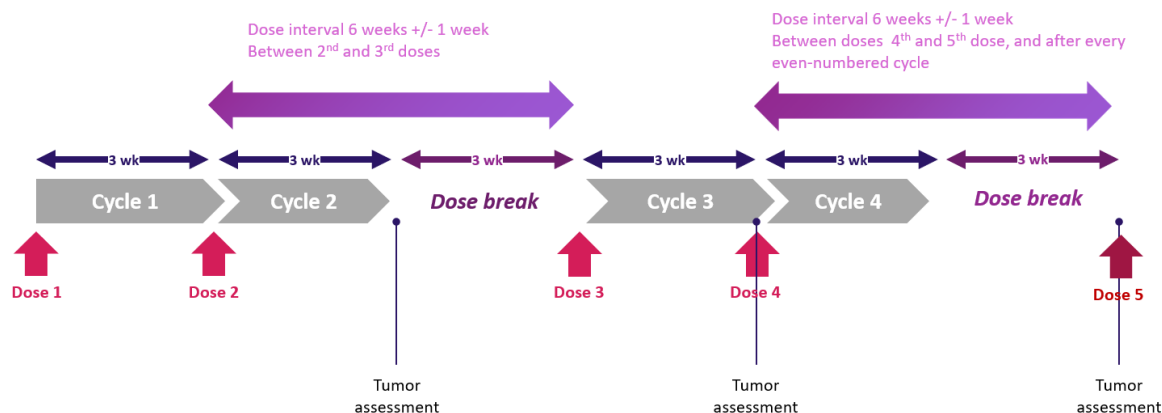 Dose interval 6 weeks +/- 1 week
Between 2nd and 3rd doses
Dose interval 6 weeks +/- 1 week
Between doses  4th and 5th dose, and after every
even-numbered cycle
3 wk
3 wk
3 wk
3 wk
3 wk
3 wk
Cycle 1
Cycle 2
Dose break
Cycle 3
Cycle 4
Dose break
Dose 1
Dose 2
Dose 3
Dose 4
Dose 5
Tumor
assessment
Tumor
assessment
Tumor
assessment